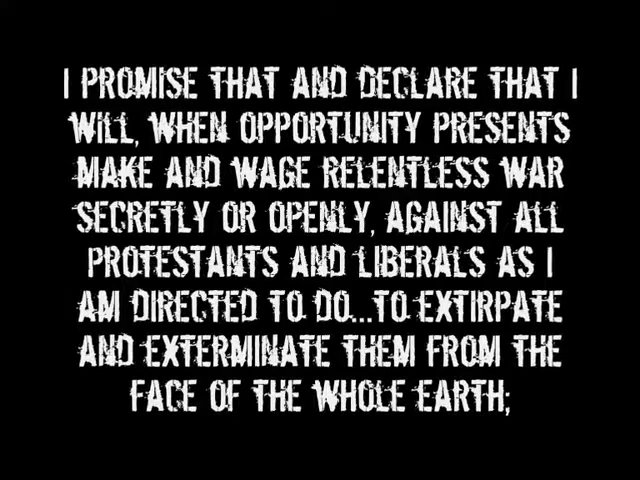 I PROMISE THAT AND DECLARE THAT I
WILL, WHEN OPPORTUNITY PRESENTS
MAKE AND WAGE RELENTLESS WAR
SECRETLY OR OPENLY, AGAINST ALL
PROTESTANTS AND LIBERALS AS I
AM DIRECTED TO DO...TO EXTIRPATE
AND EXTERMINATE THEM FROM THE
FACE OF THE WHOLE EARTH;